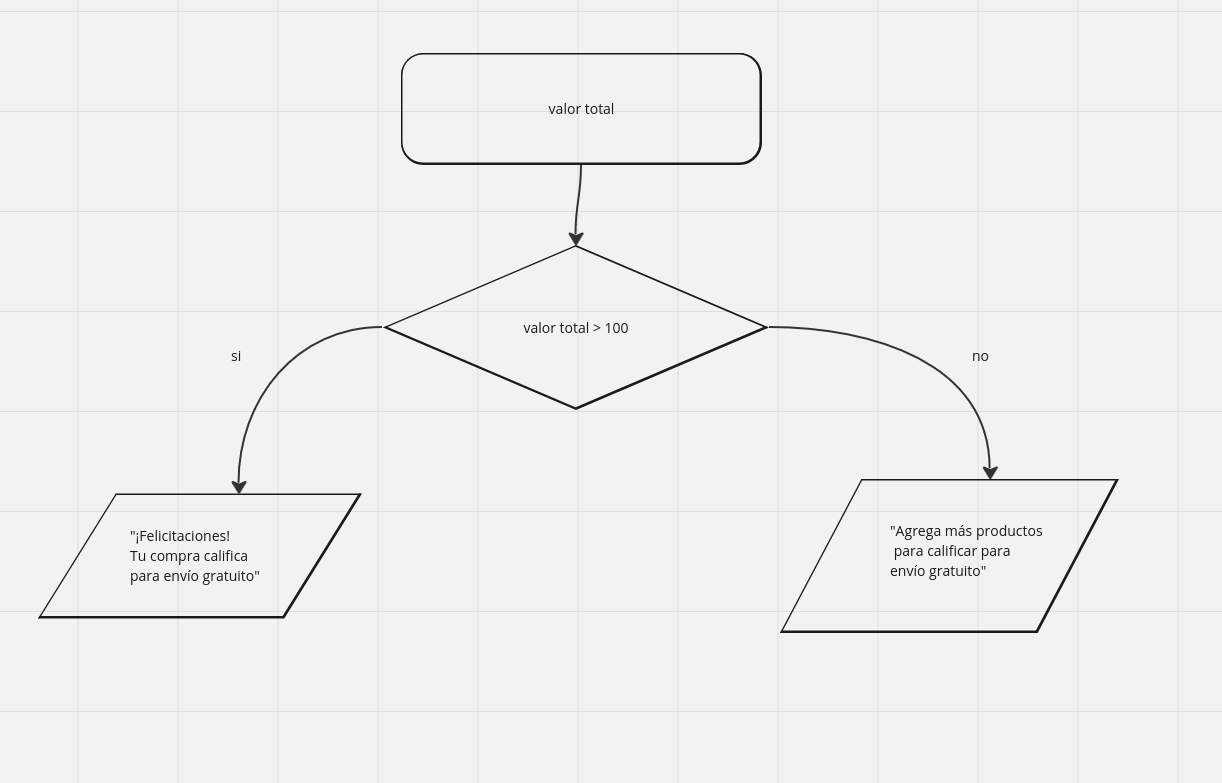 valor total
valor total > 100
si
no
"¡Felicitaciones!
Tu compra califica
para envío gratuito"
"Agrega más productos
para calificar para
envío gratuito"